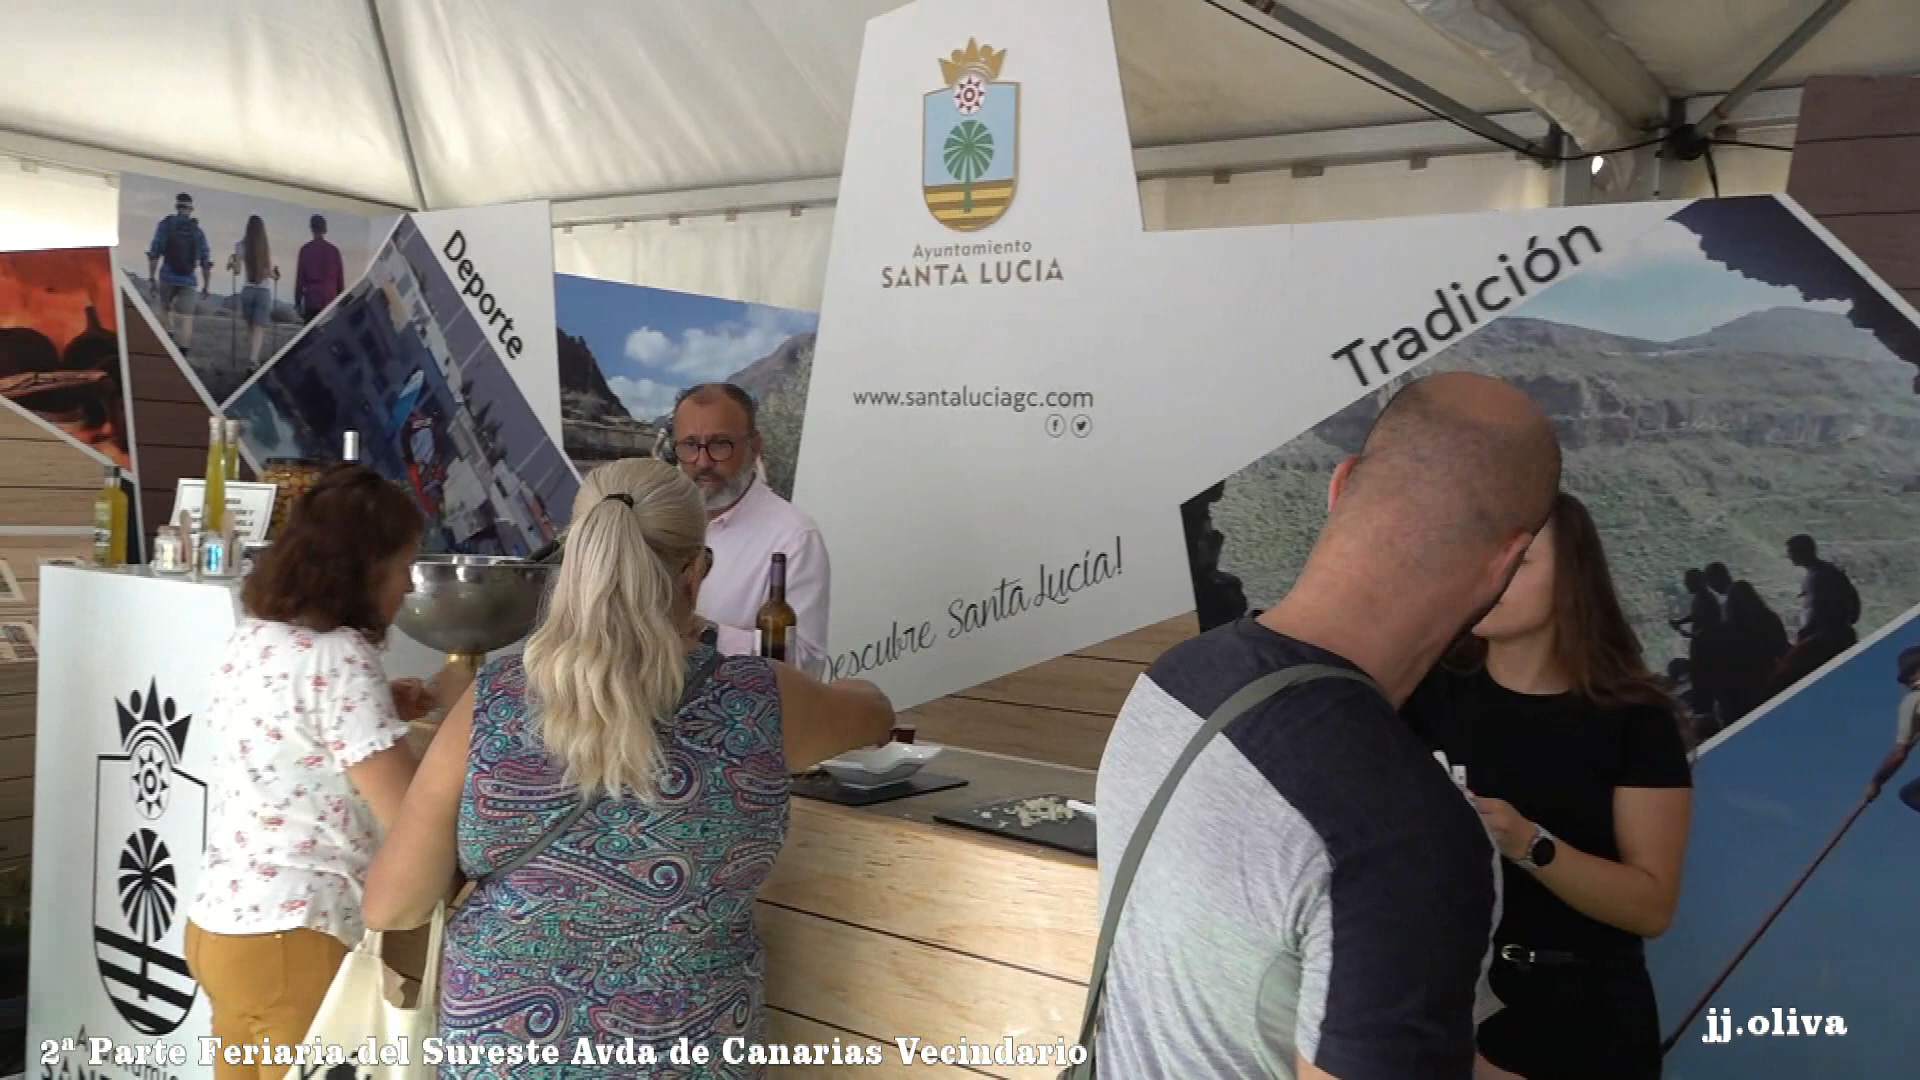 Deporte
Ayuntamiento
SANTA LUCIA
www.santaluciagc.com
Descubre Santa Lucía!
Tradición
2ª Parte Feriaria del Sureste Avda de Canarias Vecindario
jj.oliva